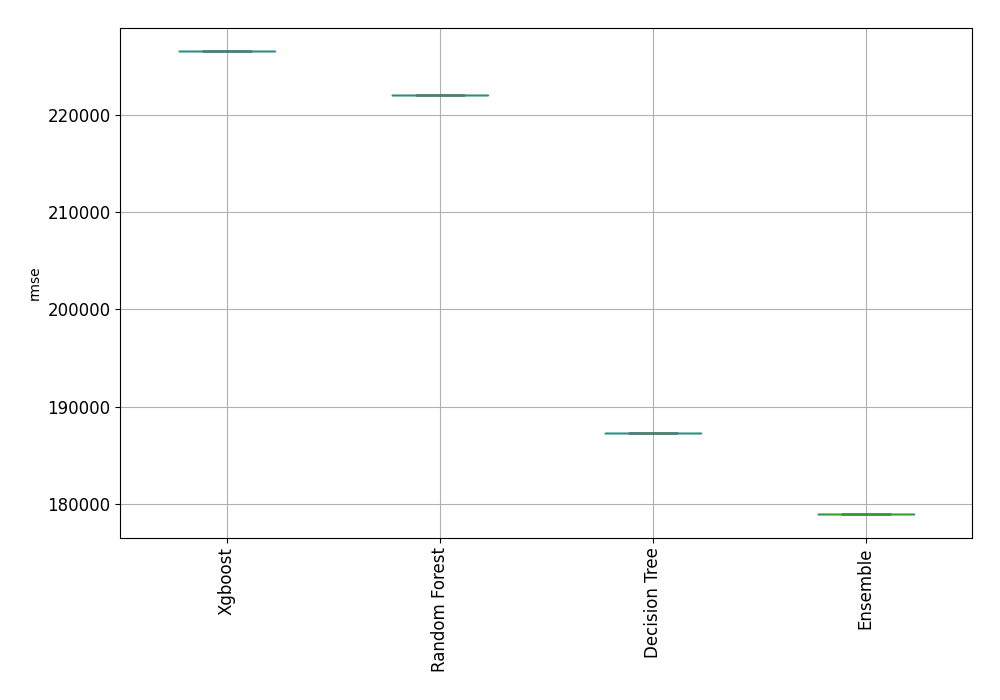 220000
210000
200000
190000
180000
rmse
Xgboost
Random Forest
Decision Tree
Ensemble